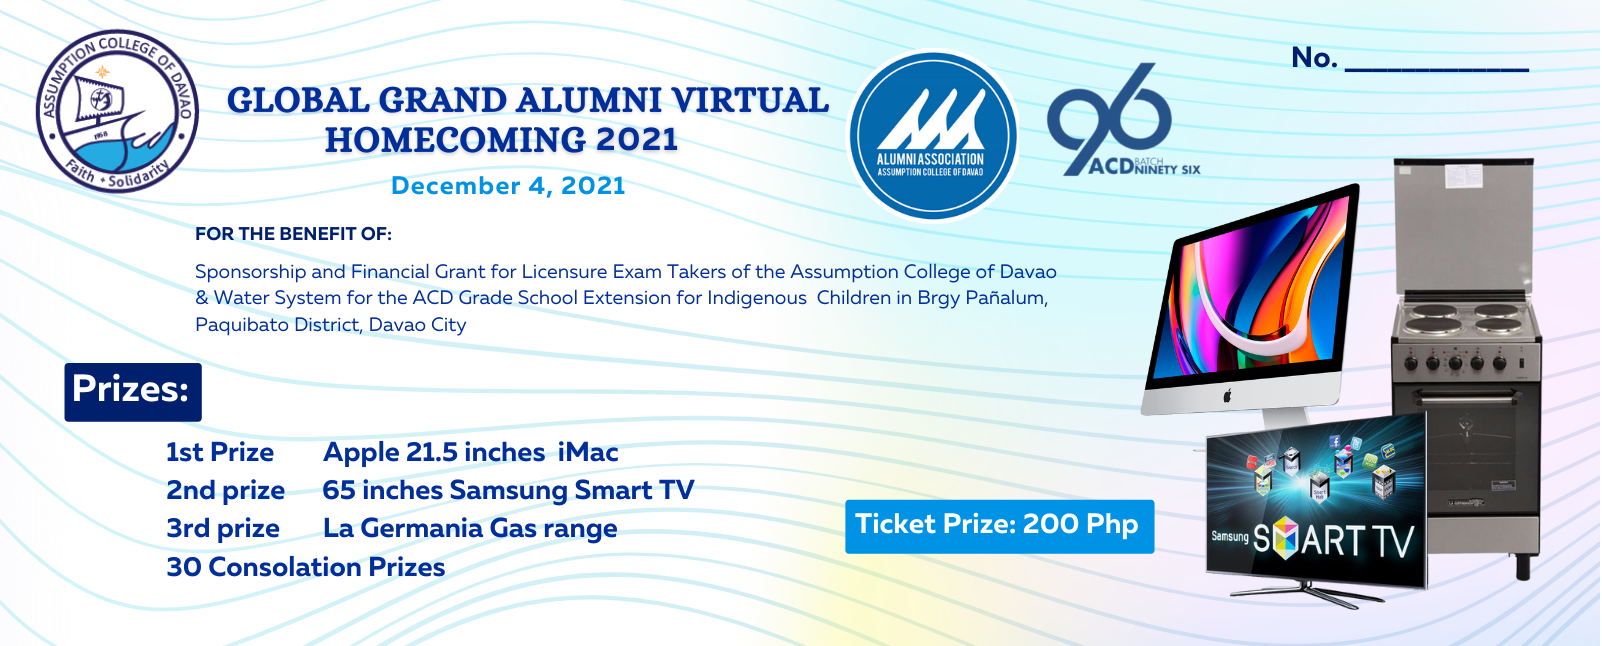 ASSUMPTION COLLEGE OF DAVAO
1958
Faith • Solidarity
GLOBAL GRAND ALUMNI VIRTUAL
HOMECOMING 2021
December 4, 2021
ALUMNI ASSOCIATION
ASSUMPTION COLLEGE OF DAVAO
96
ACD BATCH
NINETY SIX
No. _____________
FOR THE BENEFIT OF:
Sponsorship and Financial Grant for Licensure Exam Takers of the Assumption College of Davao
& Water System for the ACD Grade School Extension for Indigenous  Children in Brgy Pañalum,
Paquibato District, Davao City
Prizes:
1st Prize Apple 21.5 inches  iMac
2nd prize 65 inches Samsung Smart TV
3rd prize La Germania Gas range
30 Consolation Prizes
Ticket Prize: 200 Php
Samsung SMART TV